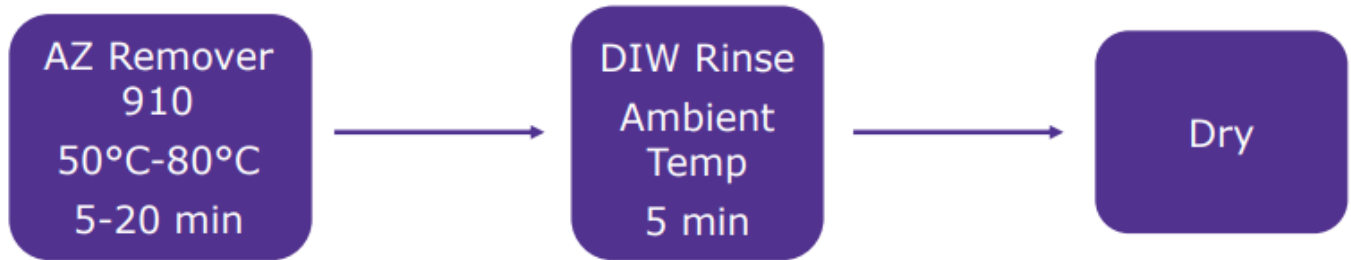 AZ Remover
910
50°C-80°C
5-20 min
DIW Rinse
Ambient
Temp
5 min
Dry